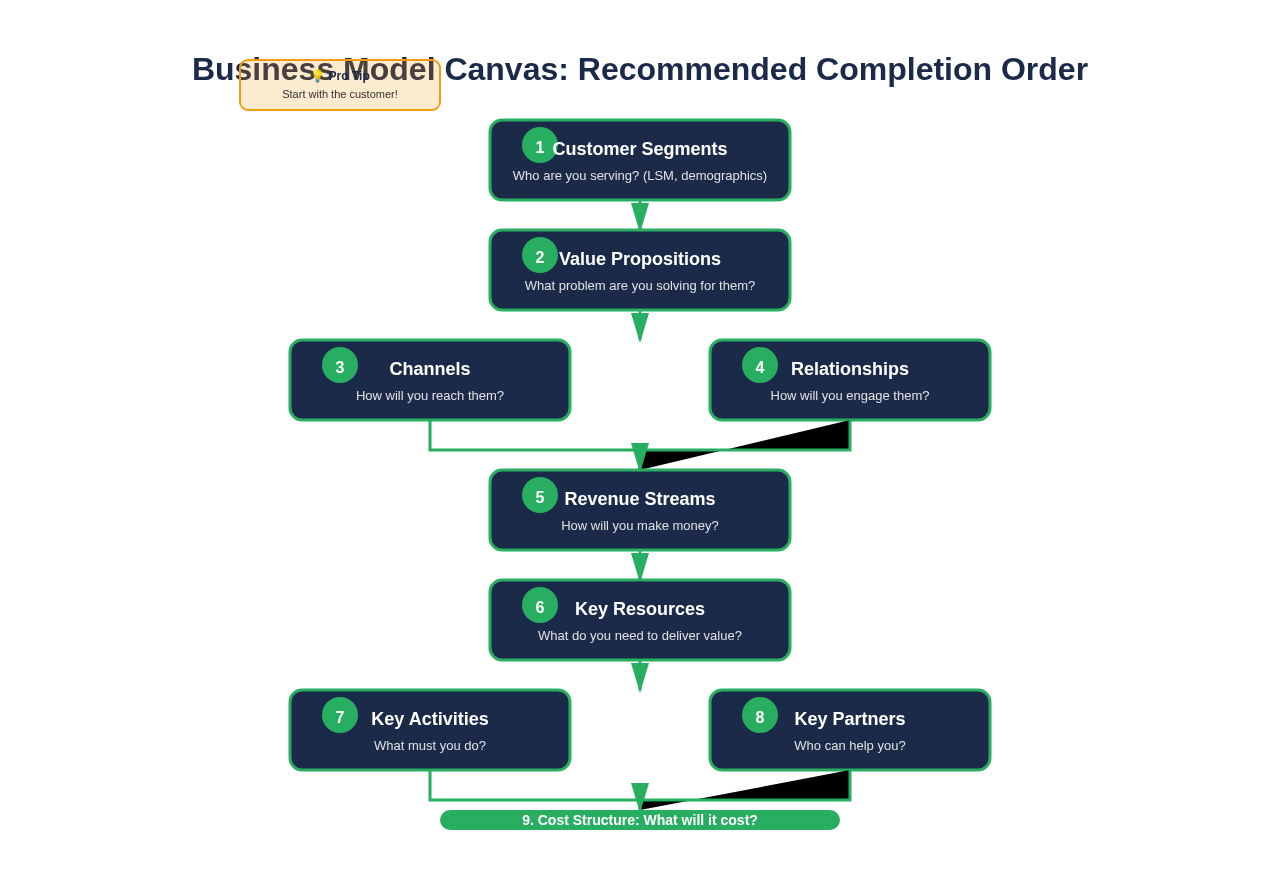 Business Model Canvas: Recommended Completion Order
💡 Pro Tip
Start with the customer!
1
Customer Segments
Who are you serving? (LSM, demographics)
2
Value Propositions
What problem are you solving for them?
3
Channels
How will you reach them?
4
Relationships
How will you engage them?
5
Revenue Streams
How will you make money?
6
Key Resources
What do you need to deliver value?
7
Key Activities
What must you do?
8
Key Partners
Who can help you?
9. Cost Structure: What will it cost?